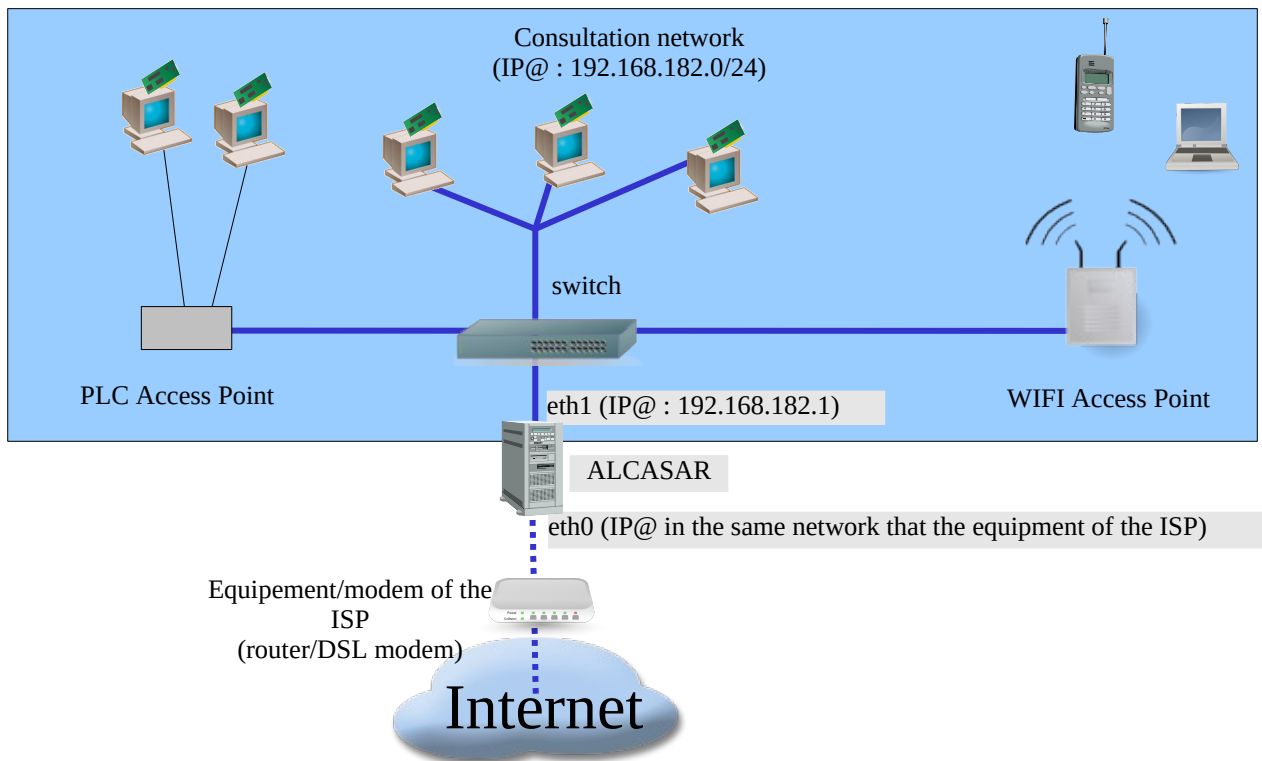 Consultation network
(IP@ : 192.168.182.0/24)
switch
PLC Access Point
WIFI Access Point
eth1 (IP@ : 192.168.182.1)
ALCASAR
eth0 (IP@ in the same network that the equipment of the ISP)
Equipement/modem of the
ISP
(router/DSL modem)
Internet